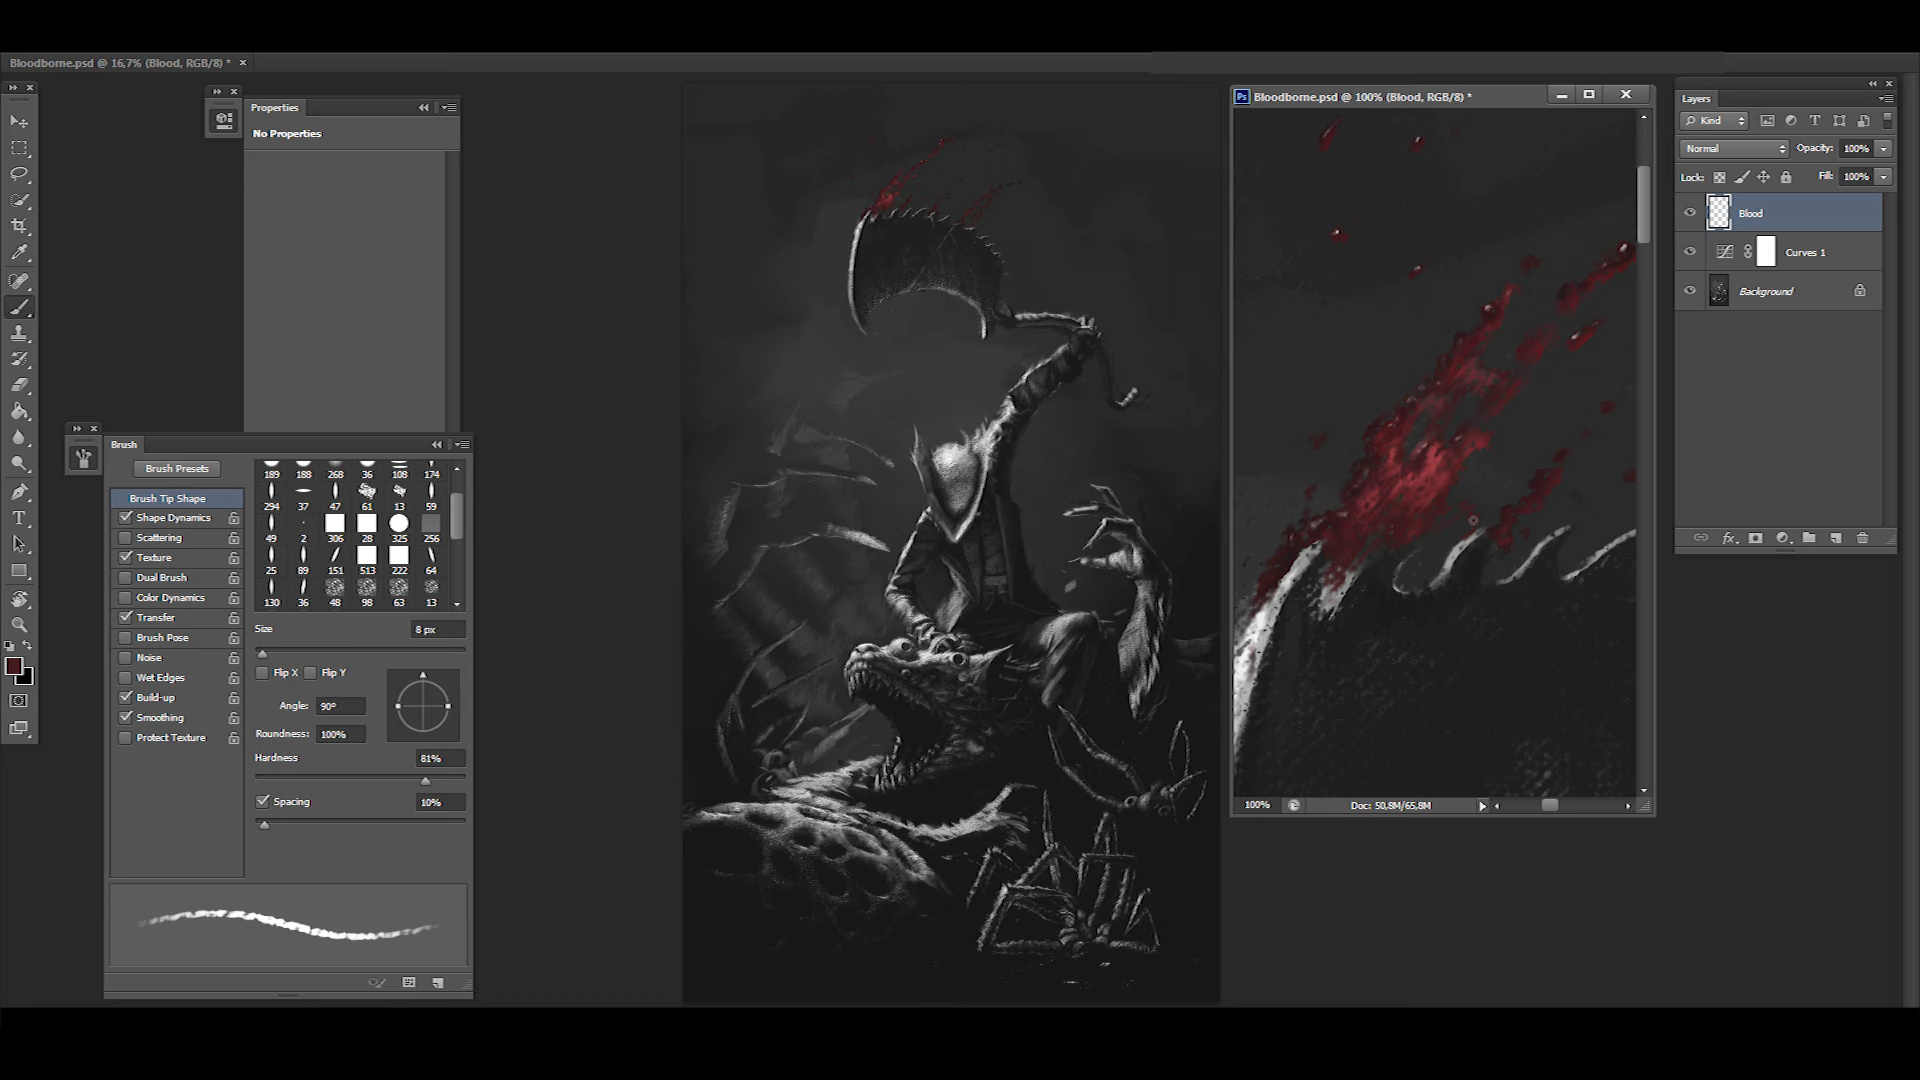 Bloodborne.psd @ 16,7% (Blood, RGB/8) *
Properties
No Properties
Brush
Brush Presets
Brush Tip Shape
Shape Dynamics
Scattering
Texture
Dual Brush
Color Dynamics
Transfer
Brush Pose
Noise
Wet Edges
Build-up
Smoothing
Protect Texture
189 188 268 36 108 174
294 37 47 61 13 59
49 2 306 28 325 256
25 89 151 513 222 64
130 36 48 98 63 13
Size 8 px
Flip X Flip Y
Angle: 90º
Roundness: 100%
Hardness 81%
Spacing 10%
Ps Bloodborne.psd @ 100% (Blood, RGB/8) *
100% Doc: 50,8M/65,8M
Layers
Kind
Normal Opacity: 100%
Lock: Fill: 100%
Blood
Curves 1
Background
fx